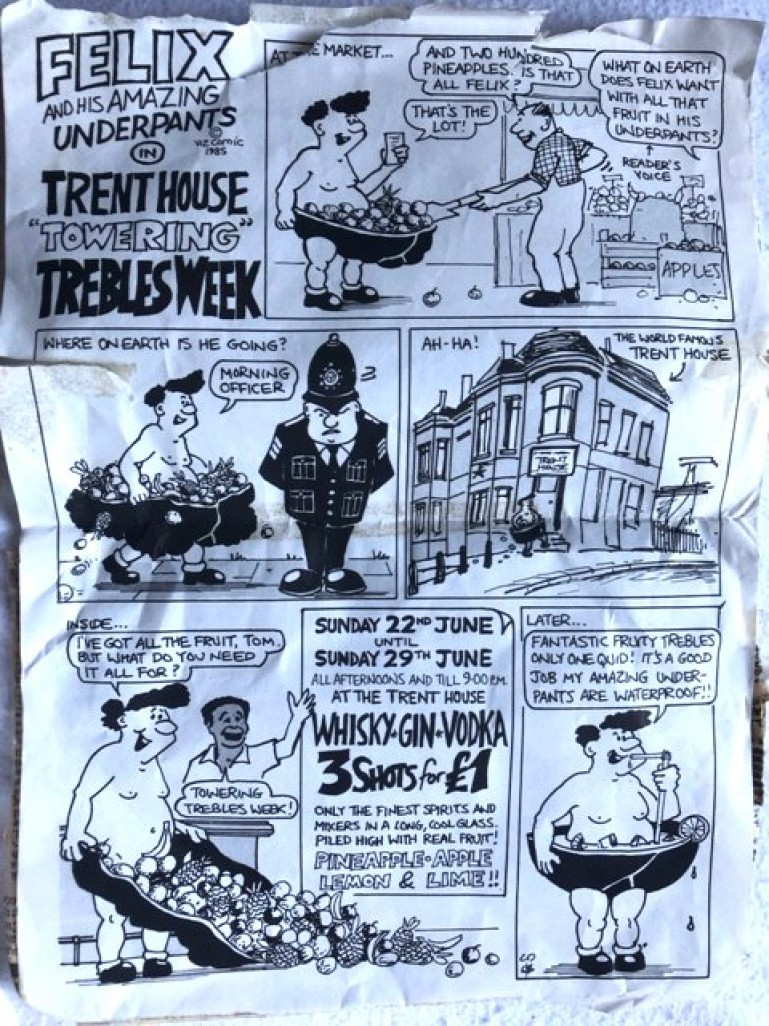 FELIX
AND HIS AMAZING
UNDERPANTS
©
VIZ COMIC
1985
IN
TRENT HOUSE
"TOWERING"
TREBLES WEEK
AT THE MARKET...
AND TWO HUNDRED
PINEAPPLES. IS THAT
ALL FELIX?
THAT'S THE
LOT!
WHAT ON EARTH
DOES FELIX WANT
WITH ALL THAT
FRUIT IN HIS
UNDERPANTS?
READER'S
VOICE
APPLES
WHERE ON EARTH IS HE GOING?
MORNING
OFFICER
AH-HA!
THE WORLD FAMOUS
TRENT HOUSE
TRENT
HOUSE
INSIDE...
I'VE GOT ALL THE FRUIT, TOM.
BUT WHAT DO YOU NEED
IT ALL FOR?
TOWERING
TREBLES WEEK!
SUNDAY 22ND JUNE
UNTIL
SUNDAY 29TH JUNE
ALL AFTERNOONS AND TILL 9:00 P.M.
AT THE TRENT HOUSE
WHISKY·GIN·VODKA
3 SHOTS for £1
ONLY THE FINEST SPIRITS AND
MIXERS IN A LONG, COOL GLASS.
PILED HIGH WITH REAL FRUIT!
PINEAPPLE·APPLE
LEMON & LIME!!
LATER...
FANTASTIC FRUITY TREBLES
ONLY ONE QUID! IT'S A GOOD
JOB MY AMAZING UNDER-
PANTS ARE WATERPROOF!!